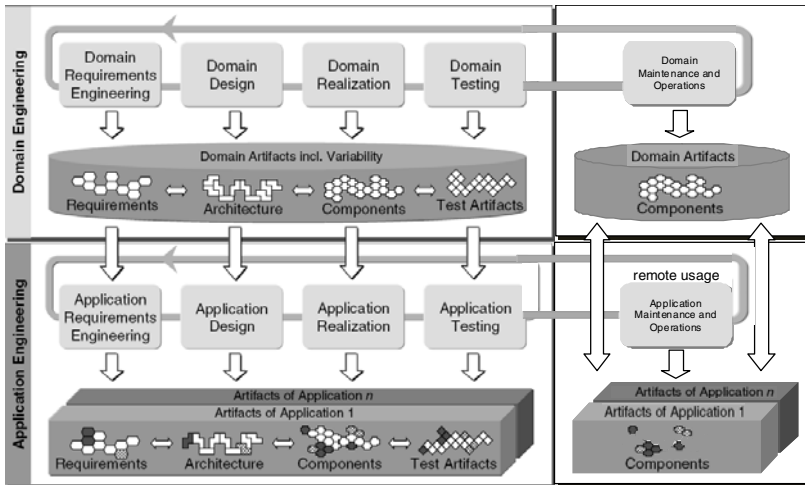 Domain Engineering
Domain
Requirements
Engineering
Domain
Design
Domain
Realization
Domain
Testing
Domain
Maintenance and
Operations
Domain Artifacts incl. Variability
Requirements
Architecture
Components
Test Artifacts
Domain Artifacts
Components
Application Engineering
Application
Requirements
Engineering
Application
Design
Application
Realization
Application
Testing
remote usage
Application
Maintenance and
Operations
Artifacts of Application n
Artifacts of Application 1
Requirements
Architecture
Components
Test Artifacts
Artifacts of Application n
Artifacts of Application 1
Components